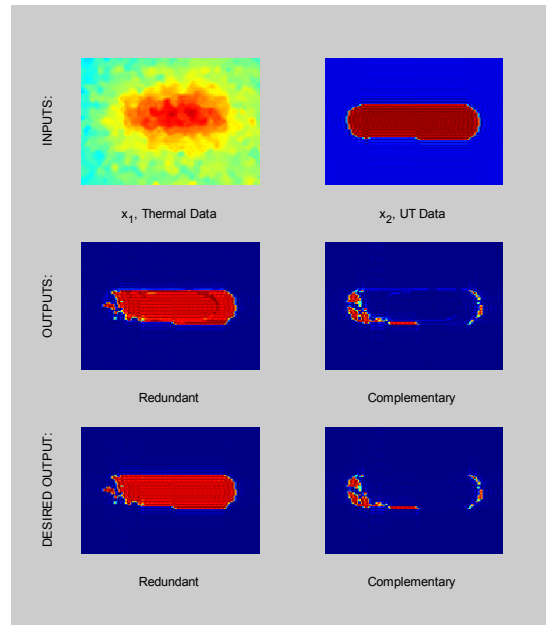 INPUTS:
x1, Thermal Data
x2, UT Data
OUTPUTS:
Redundant
Complementary
DESIRED OUTPUT:
Redundant
Complementary